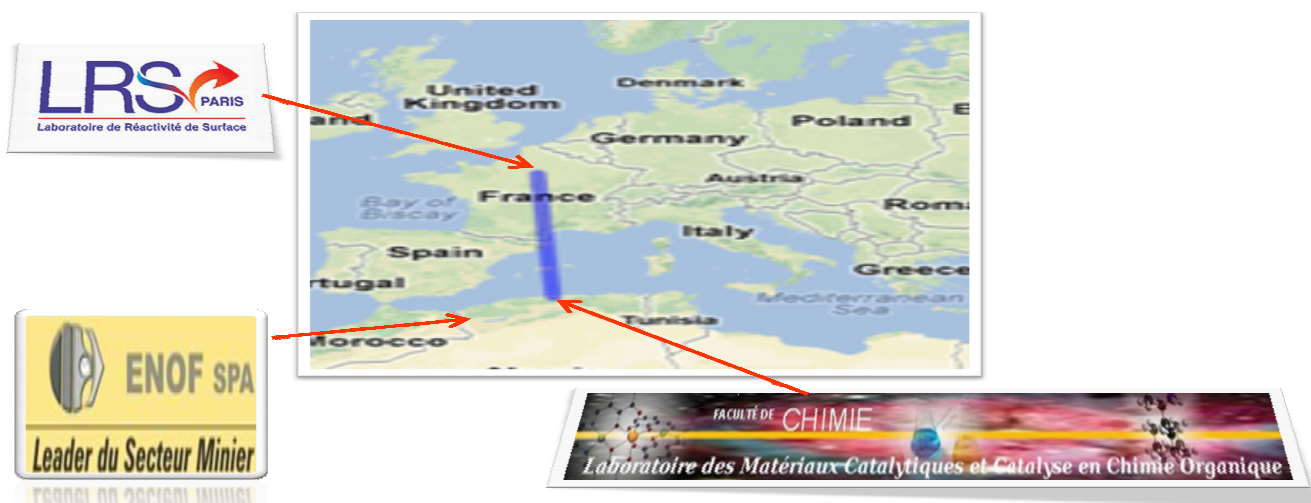 LRS
PARIS
Laboratoire de Réactivité de Surface
Denmark
United
Kingdom
Poland
Germany
Austria
Bay of
Biscay
France
Roma
Italy
Spain
Greece
rtugal
Mediterranean
Sea
Tunisia
Morocco
ENOF SPA
Leader du Secteur Minier
FACULTÉ DE CHIMIE
Laboratoire des Matériaux Catalytiques et Catalyse en Chimie Organique